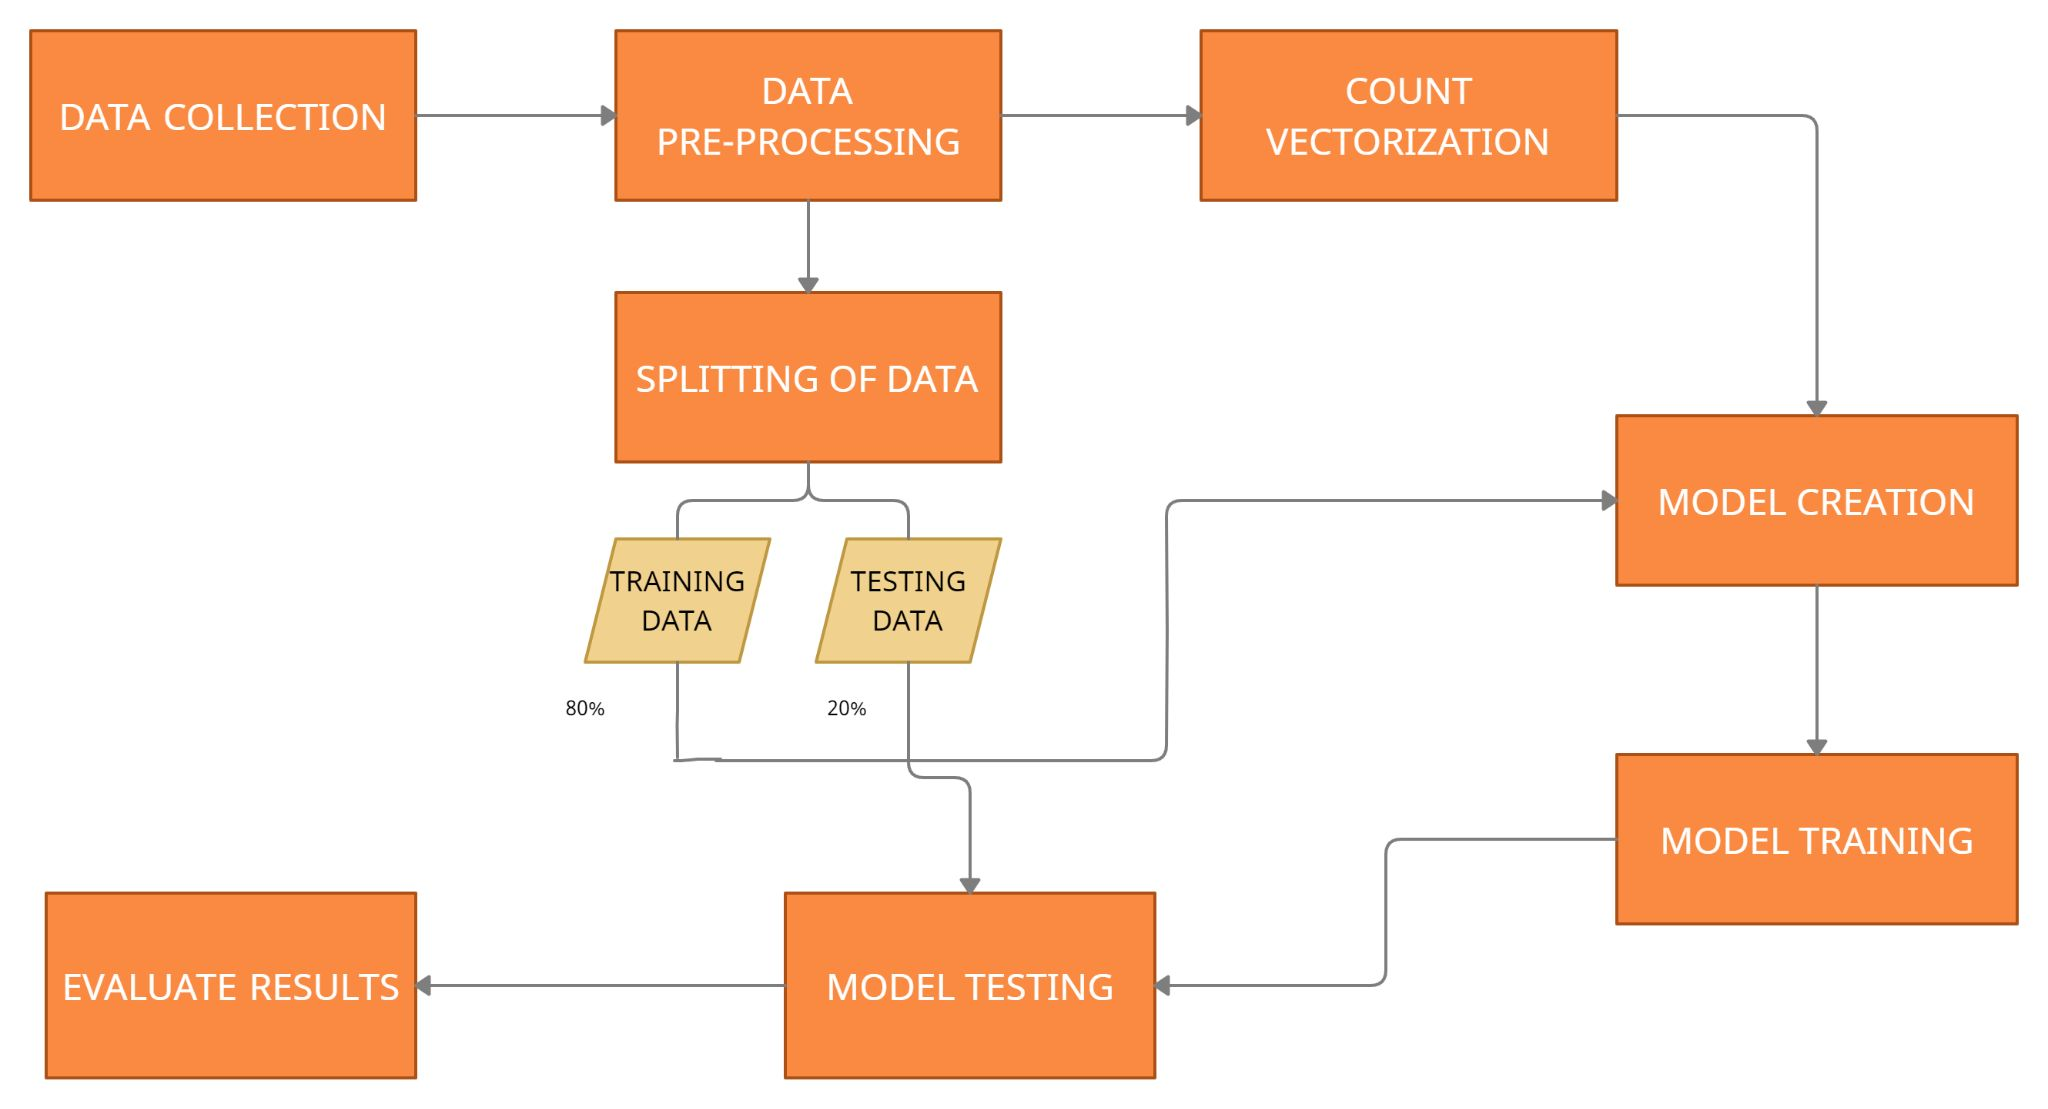 DATA COLLECTION
DATA
PRE-PROCESSING
COUNT
VECTORIZATION
SPLITTING OF DATA
MODEL CREATION
TRAINING
DATA
TESTING
DATA
80%
20%
MODEL TRAINING
EVALUATE RESULTS
MODEL TESTING